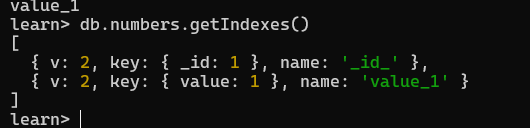 value_1
learn> db.numbers.getIndexes()
[
  { v: 2, key: { _id: 1 }, name: '_id_' },
  { v: 2, key: { value: 1 }, name: 'value_1' }
]
learn>